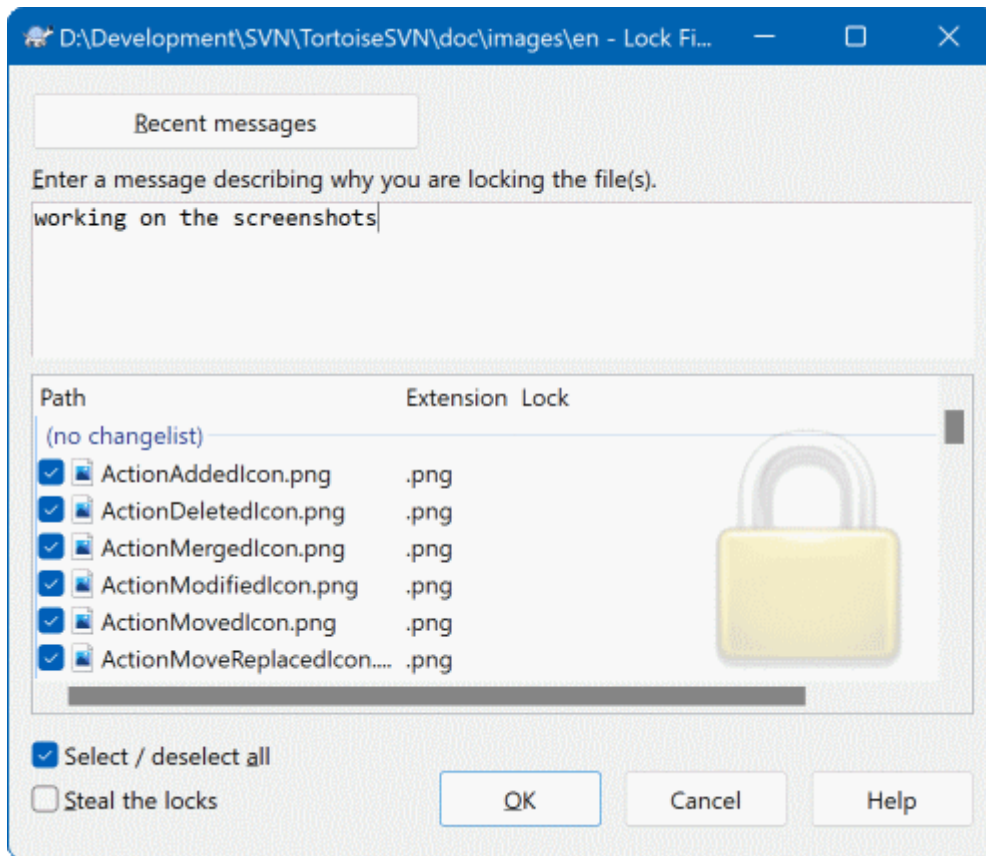 D:\Development\SVN\TortoiseSVN\doc\images\en - Lock Fi...
Recent messages
Enter a message describing why you are locking the file(s).
working on the screenshots
Path Extension Lock
(no changelist)
ActionAddedIcon.png .png
ActionDeletedIcon.png .png
ActionMergedIcon.png .png
ActionModifiedIcon.png .png
ActionMovedIcon.png .png
ActionMoveReplacedIcon.... .png
Select / deselect all
Steal the locks
OK Cancel Help